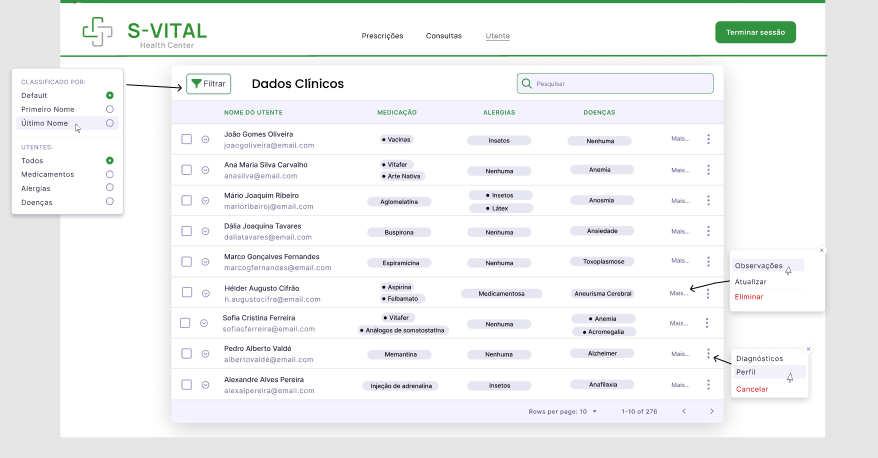 S-VITAL
Health Center
Prescrições
Consultas
Utente
Terminar sessão
CLASSIFICADO POR:
Default
Primeiro Nome
Último Nome
UTENTES:
Todos
Medicamentos
Alergias
Doenças
Filtrar
Dados Clínicos
Pesquisar
NOME DO UTENTE MEDICAÇÃO ALERGIAS DOENÇAS
João Gomes Oliveira
joaogoliveira@email.com
• Vacinas
Insetos
Nenhuma
Mais...
Ana Maria Silva Carvalho
anasilva@email.com
• Vitafer
• Arte Nativa
Nenhuma
Anemia
Mais...
Mário Joaquim Ribeiro
marioribeiroj@email.com
Aglomelatina
• Insetos
• Látex
Anosmia
Mais...
Dália Joaquina Tavares
daliatavares@email.com
Buspirona
Nenhuma
Ansiedade
Mais...
Marco Gonçalves Fernandes
marcogfernandes@email.com
Espiramicina
Nenhuma
Toxoplasmose
Mais...
Hélder Augusto Cifrão
h.augustocifra@email.com
• Aspirina
• Felbamato
Medicamentosa
Aneurisma Cerebral
Mais...
Sofia Cristina Ferreira
sofiacferreira@email.com
• Vitafer
• Análogos de somatostatina
Nenhuma
• Anemia
• Acromegalia
Mais...
Pedro Alberto Valdé
albertovaldé@email.com
Memantina
Nenhuma
Alzheimer
Mais...
Alexandre Alves Pereira
alexalpereira@email.com
Injeção de adrenalina
Insetos
Anafilaxia
Mais...
Rows per page: 10
1-10 of 276
Observações
Atualizar
Eliminar
Diagnósticos
Perfil
Cancelar